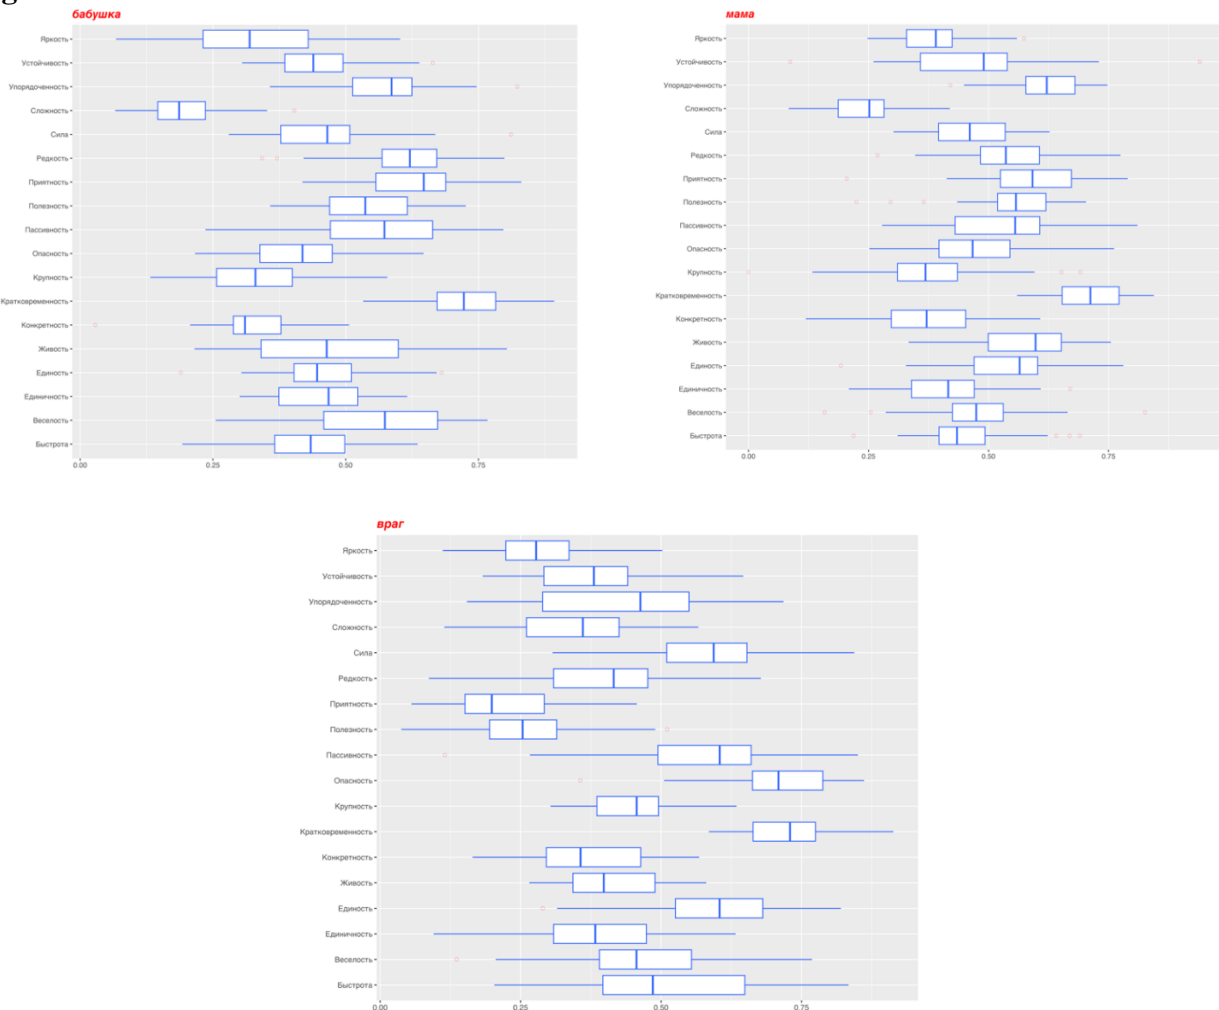 бабушка
Яркость
Устойчивость
Упорядоченность
Сложность
Сила
Редкость
Приятность
Полезность
Пассивность
Опасность
Крупность
Кратковременность
Конкретность
Живость
Единость
Единичность
Веселость
Быстрота
0.00 0.25 0.50 0.75
мама
Яркость
Устойчивость
Упорядоченность
Сложность
Сила
Редкость
Приятность
Полезность
Пассивность
Опасность
Крупность
Кратковременность
Конкретность
Живость
Единость
Единичность
Веселость
Быстрота
0.00 0.25 0.50 0.75
враг
Яркость
Устойчивость
Упорядоченность
Сложность
Сила
Редкость
Приятность
Полезность
Пассивность
Опасность
Крупность
Кратковременность
Конкретность
Живость
Единость
Единичность
Веселость
Быстрота
0.00 0.25 0.50 0.75